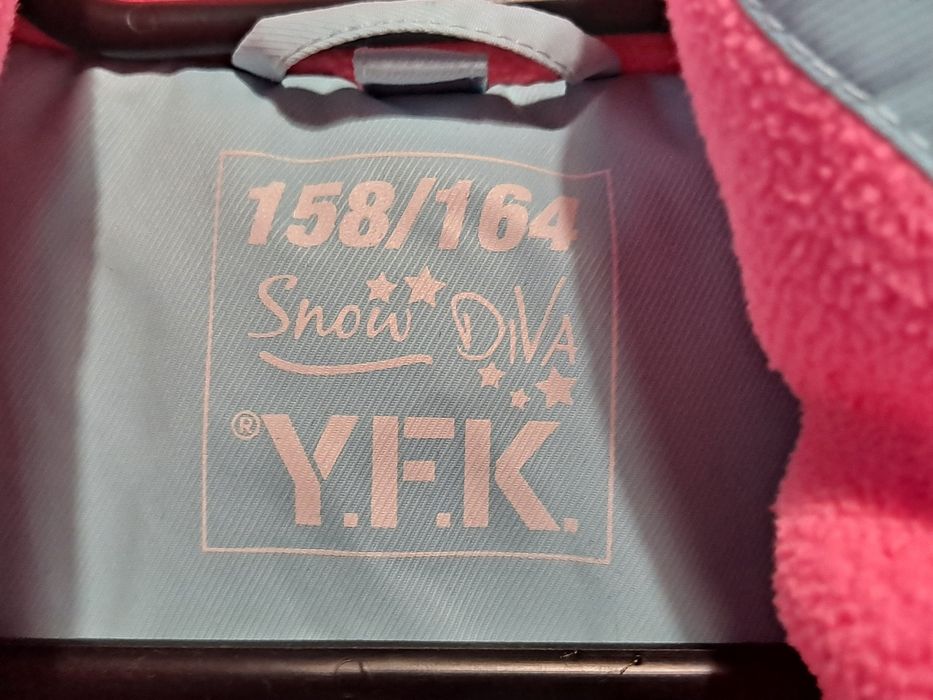 158/164
Snow DiVA
® Y.F.K.